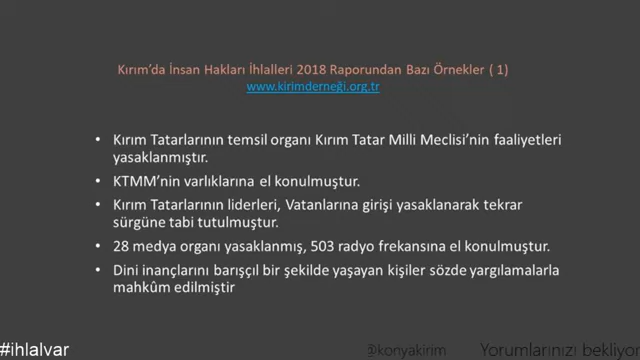 Kırım’da İnsan Hakları İhlalleri 2018 Raporundan Bazı Örnekler ( 1)
www.kirimderneği.org.tr
• Kırım Tatarlarının temsil organı Kırım Tatar Milli Meclisi’nin faaliyetleri
yasaklanmıştır.
• KTMM’nin varlıklarına el konulmuştur.
• Kırım Tatarlarının liderleri, Vatanlarına girişi yasaklanarak tekrar
sürgüne tabi tutulmuştur.
• 28 medya organı yasaklanmış, 503 radyo frekansına el konulmuştur.
• Dini inançlarını barışçıl bir şekilde yaşayan kişiler sözde yargılamalarla
mahkûm edilmiştir
#ihlalvar @konyakirim Yorumlarınızı bekliyor